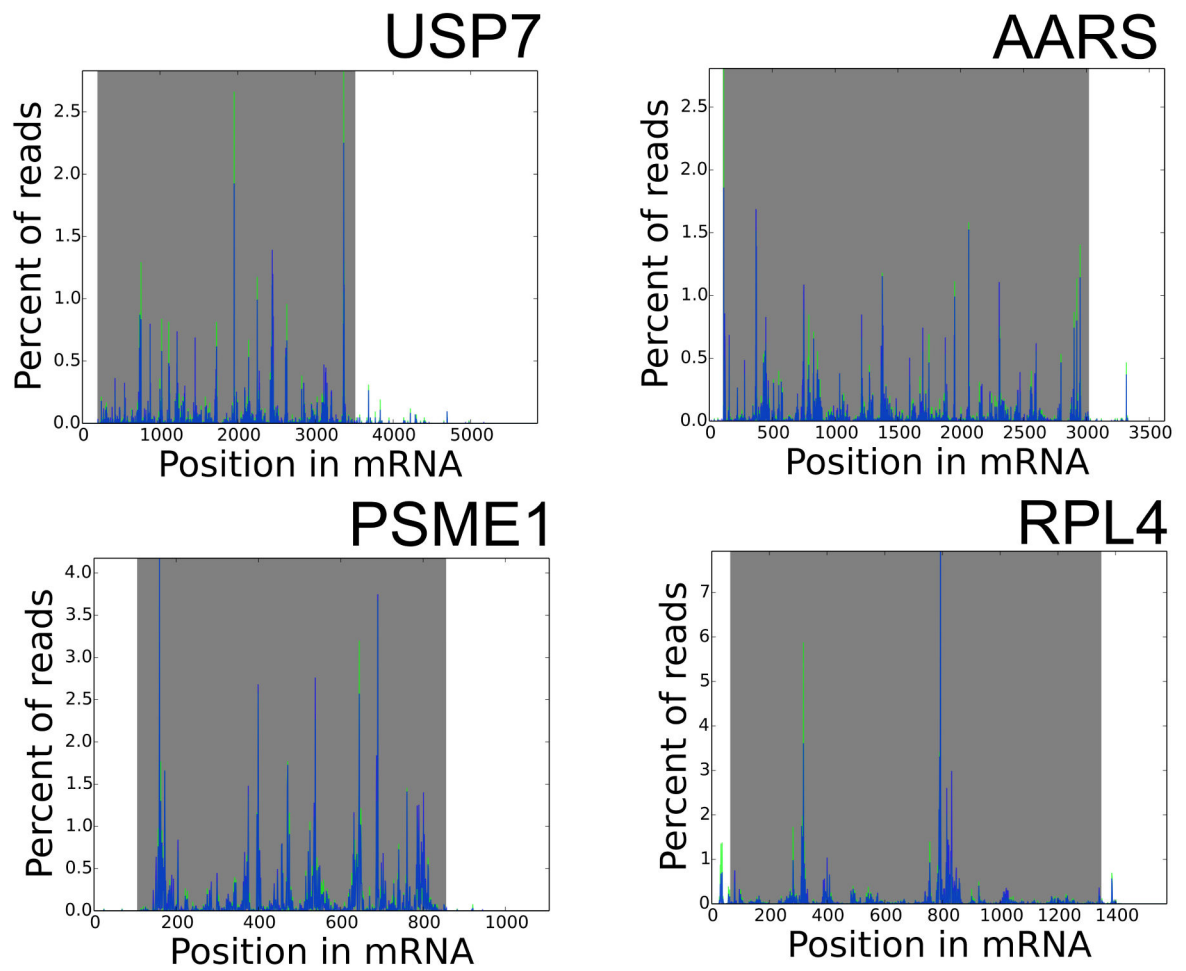 USP7
Percent of reads
2.5
2.0
1.5
1.0
0.5
0.0
0 1000 2000 3000 4000 5000
Position in mRNA
AARS
Percent of reads
2.5
2.0
1.5
1.0
0.5
0.0
0 500 1000 1500 2000 2500 3000 3500
Position in mRNA
PSME1
Percent of reads
4.0
3.5
3.0
2.5
2.0
1.5
1.0
0.5
0.0
0 200 400 600 800 1000
Position in mRNA
RPL4
Percent of reads
7
6
5
4
3
2
1
0
0 200 400 600 800 1000 1200 1400
Position in mRNA